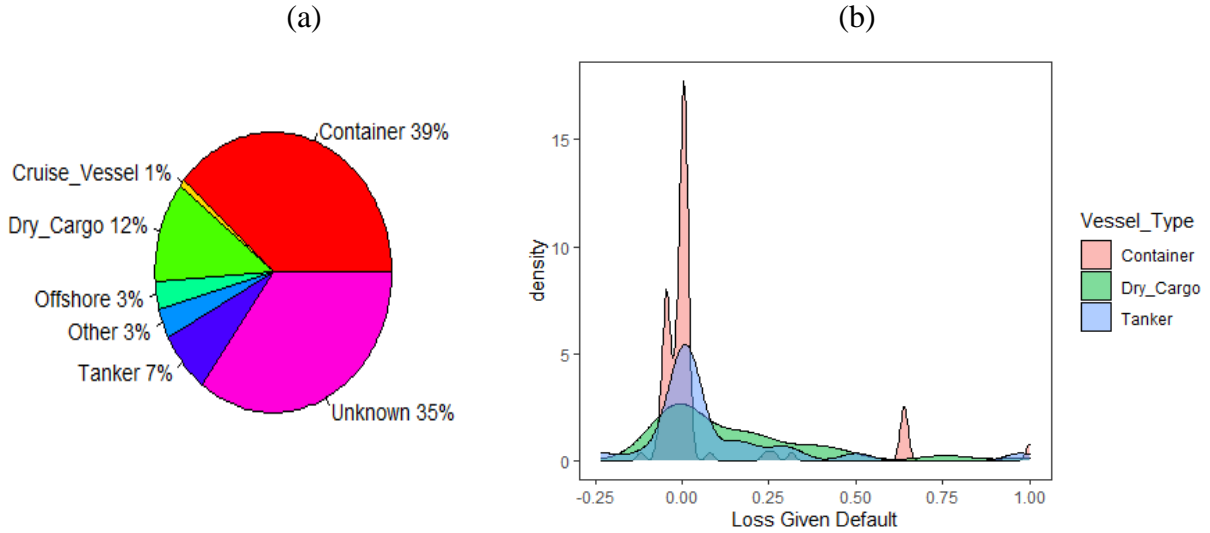 (a)
(b)
Container 39%
Cruise_Vessel 1%
Dry_Cargo 12%
Offshore 3%
Other 3%
Tanker 7%
Unknown 35%
density
15
10
5
0
-0.25 0.00 0.25 0.50 0.75 1.00
Loss Given Default
Vessel_Type
Container
Dry_Cargo
Tanker